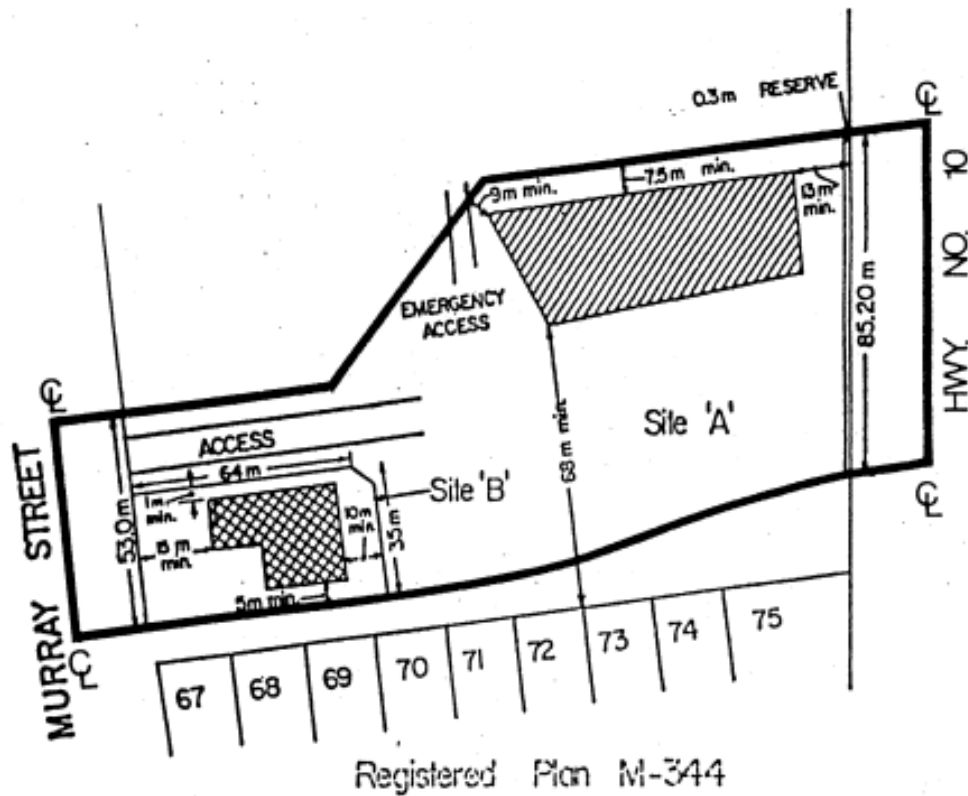 0.3m RESERVE
℄
7.5m min.
9m min.
13m
min.
HWY. NO. 10
EMERGENCY
ACCESS
85.20 m
℄
ACCESS
Site 'A'
68 m min
64m
Site 'B'
1m
min.
10m
min
35m
53.0m
min.
MURRAY STREET
5m min.
℄
℄
67
68
69
70
71
72
73
74
75
Registered Plan M-344